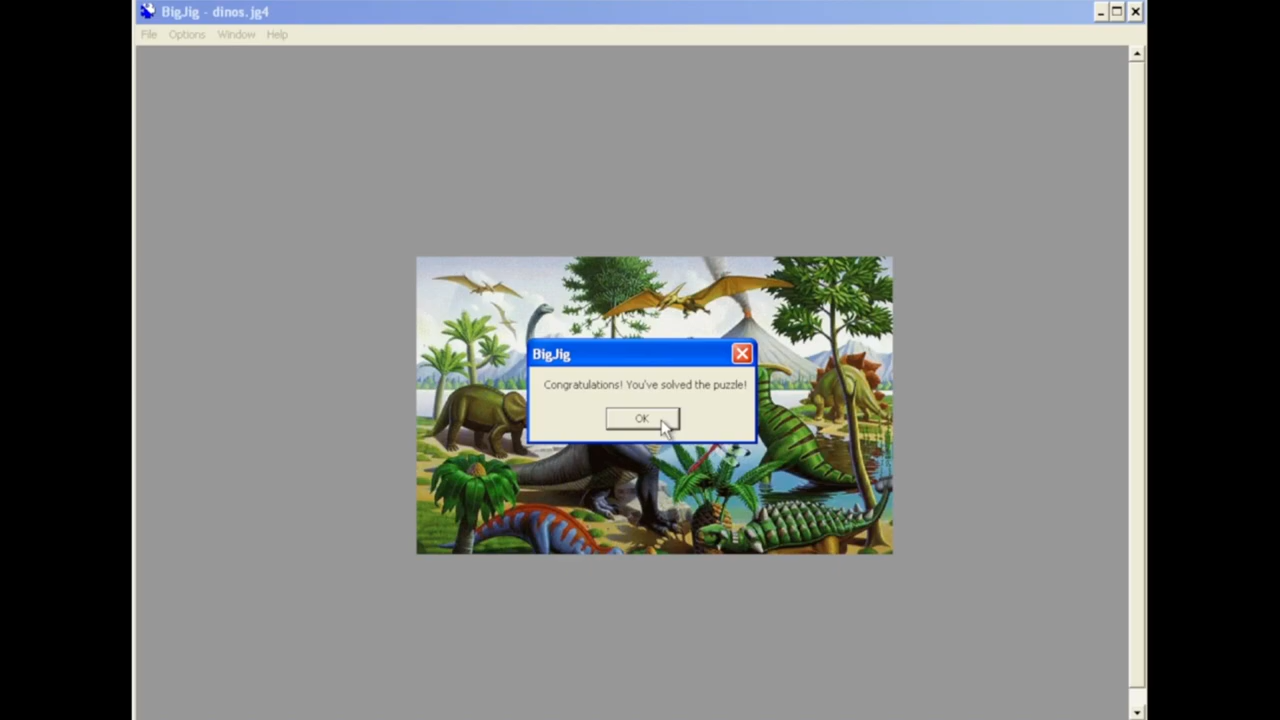 BigJig - dinos.jg4
File Options Window Help
BigJig
Congratulations! You've solved the puzzle!
OK